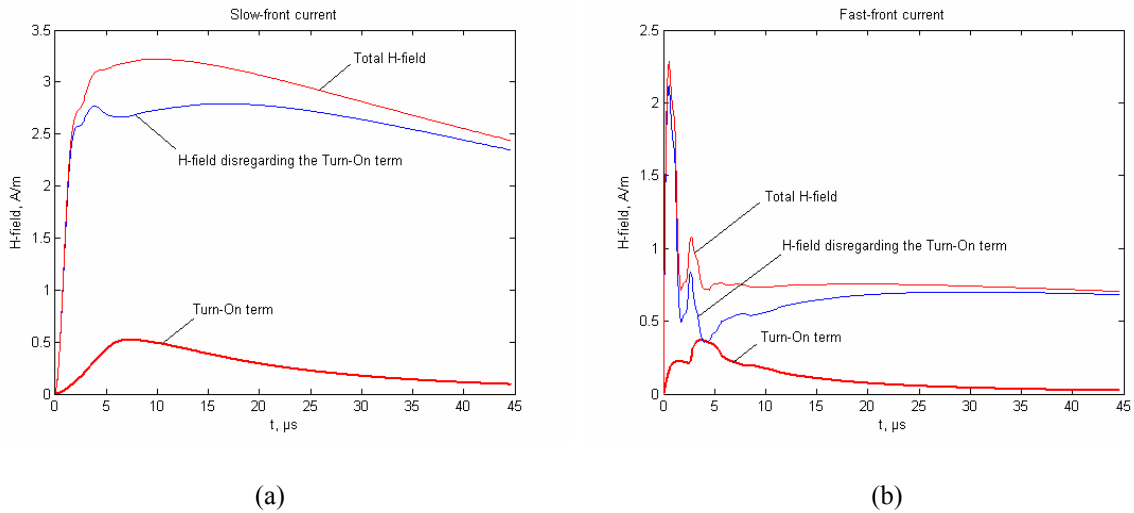 Slow-front current
3.5
3
2.5
2
1.5
1
0.5
0
H-field, A/m
Total H-field
H-field disregarding the Turn-On term
Turn-On term
0 5 10 15 20 25 30 35 40 45
t, μs
(a)
Fast-front current
2.5
2
1.5
1
0.5
0
H-field, A/m
Total H-field
H-field disregarding the Turn-On term
Turn-On term
0 5 10 15 20 25 30 35 40 45
t, μs
(b)